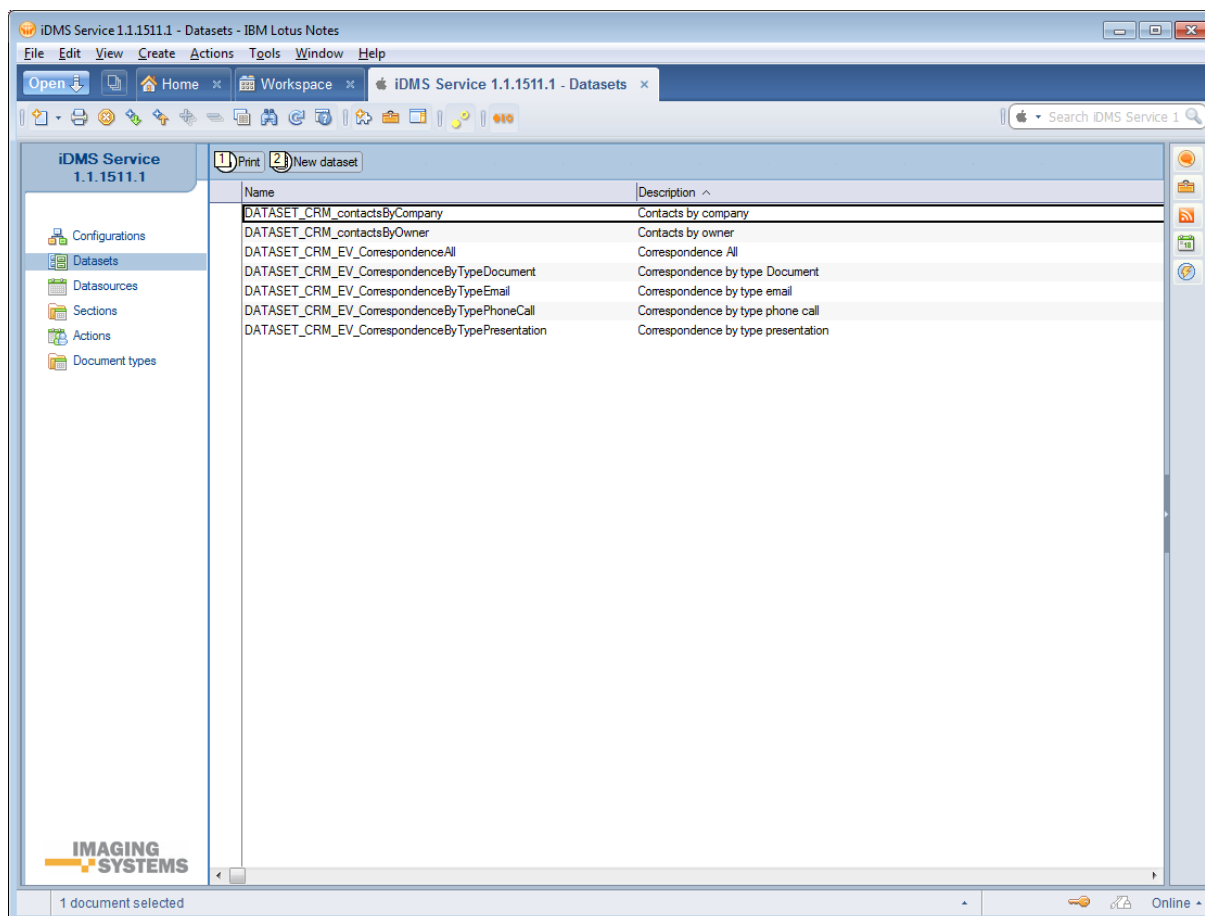 iDMS Service 1.1.1511.1 - Datasets - IBM Lotus Notes
File Edit View Create Actions Tools Window Help
Open Home Workspace iDMS Service 1.1.1511.1 - Datasets
Search iDMS Service 1
iDMS Service
1.1.1511.1
1 Print 2 New dataset
Name Description
DATASET_CRM_contactsByCompany Contacts by company
DATASET_CRM_contactsByOwner Contacts by owner
DATASET_CRM_EV_CorrespondenceAll Correspondence All
DATASET_CRM_EV_CorrespondenceByTypeDocument Correspondence by type Document
DATASET_CRM_EV_CorrespondenceByTypeEmail Correspondence by type email
DATASET_CRM_EV_CorrespondenceByTypePhoneCall Correspondence by type phone call
DATASET_CRM_EV_CorrespondenceByTypePresentation Correspondence by type presentation
Configurations
Datasets
Datasources
Sections
Actions
Document types
18
IMAGING
SYSTEMS
1 document selected
Online